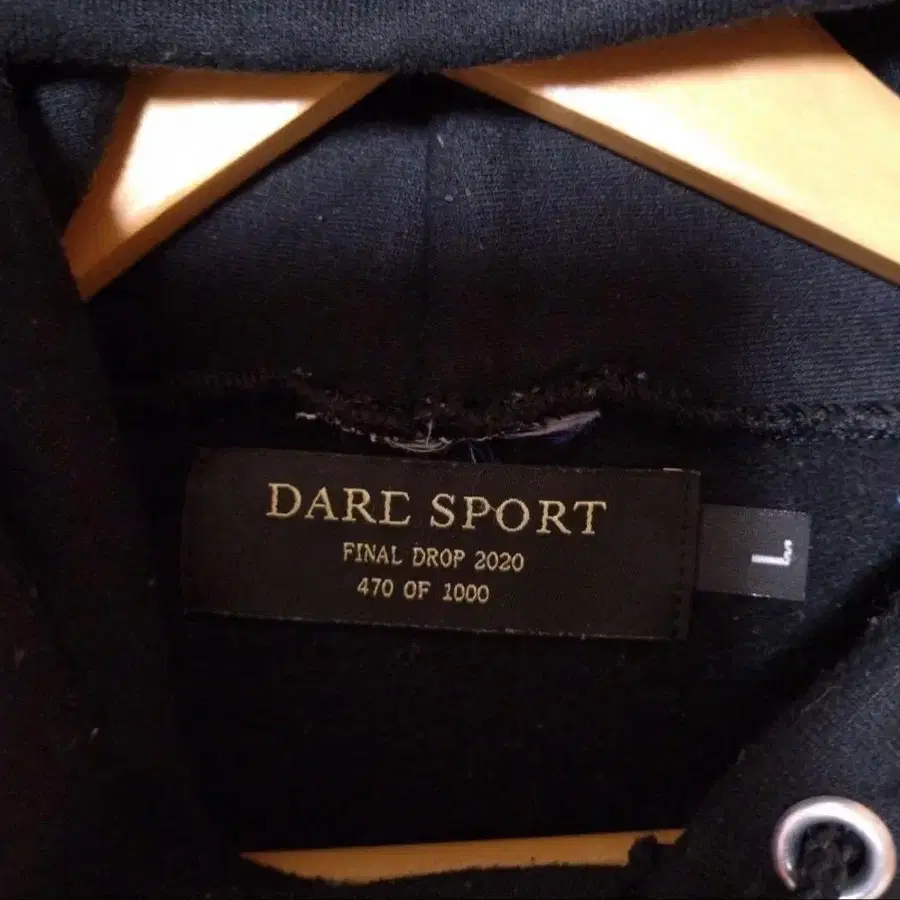 DARE SPORT
FINAL DROP 2020
470 OF 1000
L